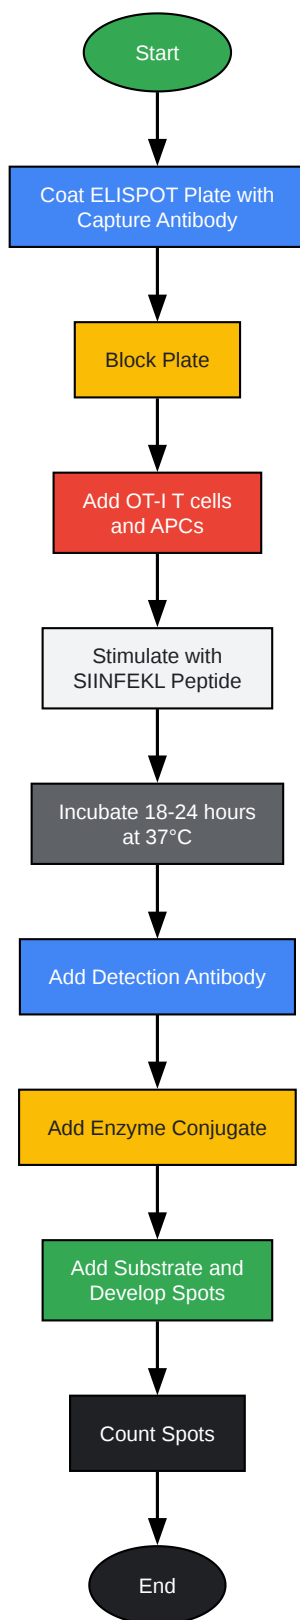 Start
Coat ELISPOT Plate with
Capture Antibody
Block Plate
Add OT-I T cells
and APCs
Stimulate with
SIINFEKL Peptide
Incubate 18-24 hours
at 37°C
Add Detection Antibody
Add Enzyme Conjugate
Add Substrate and
Develop Spots
Count Spots
End